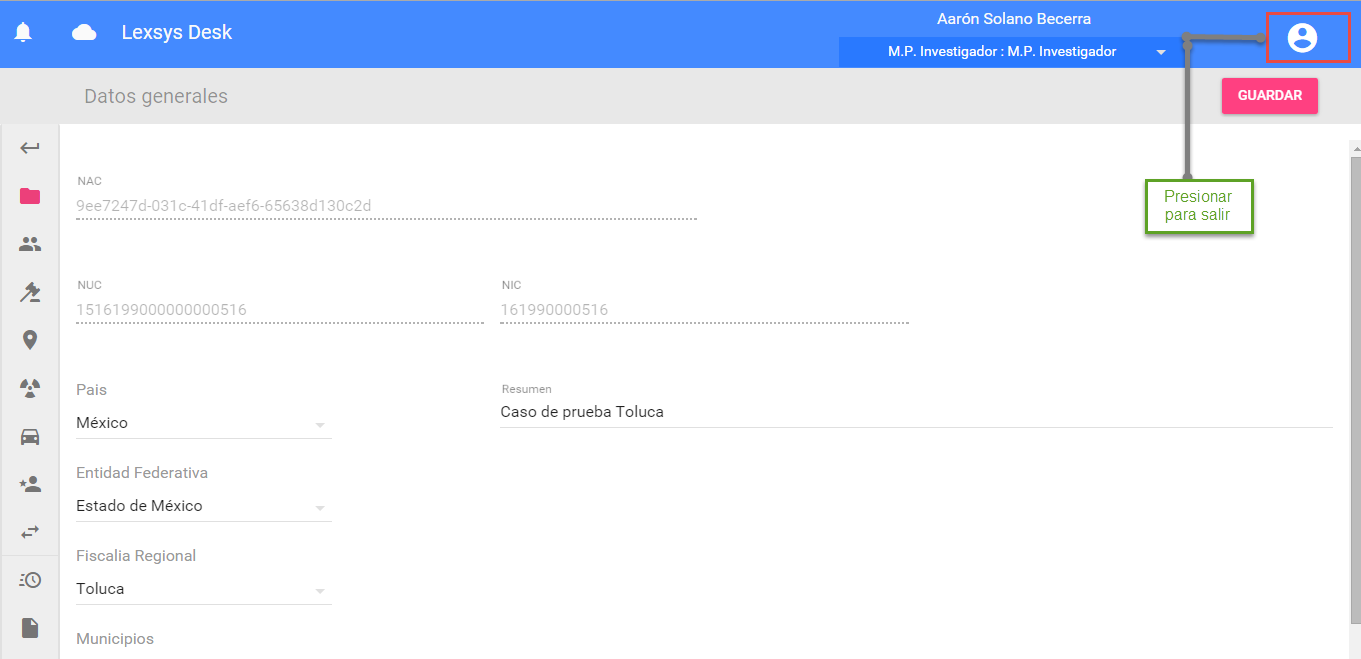 Lexsys Desk
Aarón Solano Becerra
M.P. Investigador : M.P. Investigador
Datos generales
GUARDAR
NAC
9ee7247d-031c-41df-aef6-65638d130c2d
Presionar
para salir
NUC
1516199000000000516
NIC
161990000516
Pais
México
Resumen
Caso de prueba Toluca
Entidad Federativa
Estado de México
Fiscalia Regional
Toluca
Municipios